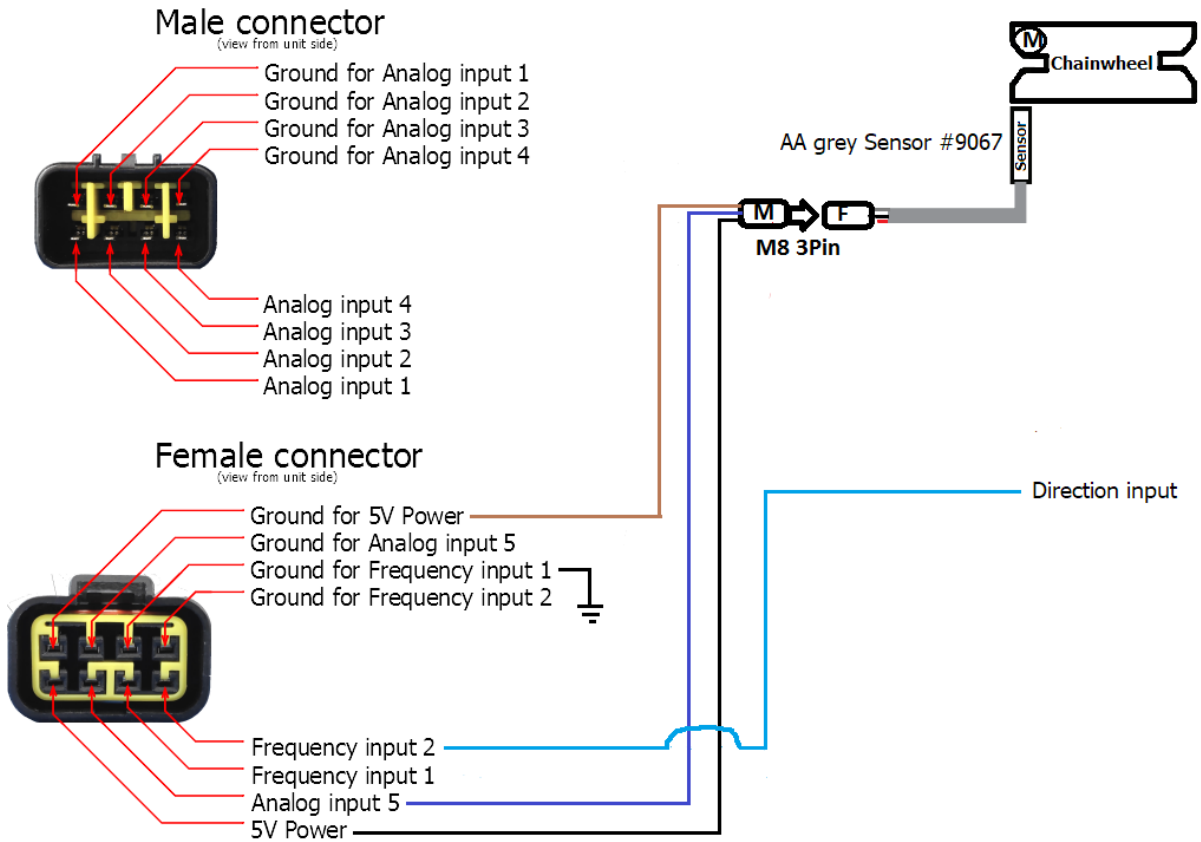 Male connector
(view from unit side)
Ground for Analog input 1
Ground for Analog input 2
Ground for Analog input 3
Ground for Analog input 4
Analog input 4
Analog input 3
Analog input 2
Analog input 1
M
Chainwheel
Sensor
AA grey Sensor #9067
M
F
M8 3Pin
Female connector
(view from unit side)
Ground for 5V Power
Ground for Analog input 5
Ground for Frequency input 1
Ground for Frequency input 2
Direction input
Frequency input 2
Frequency input 1
Analog input 5
5V Power